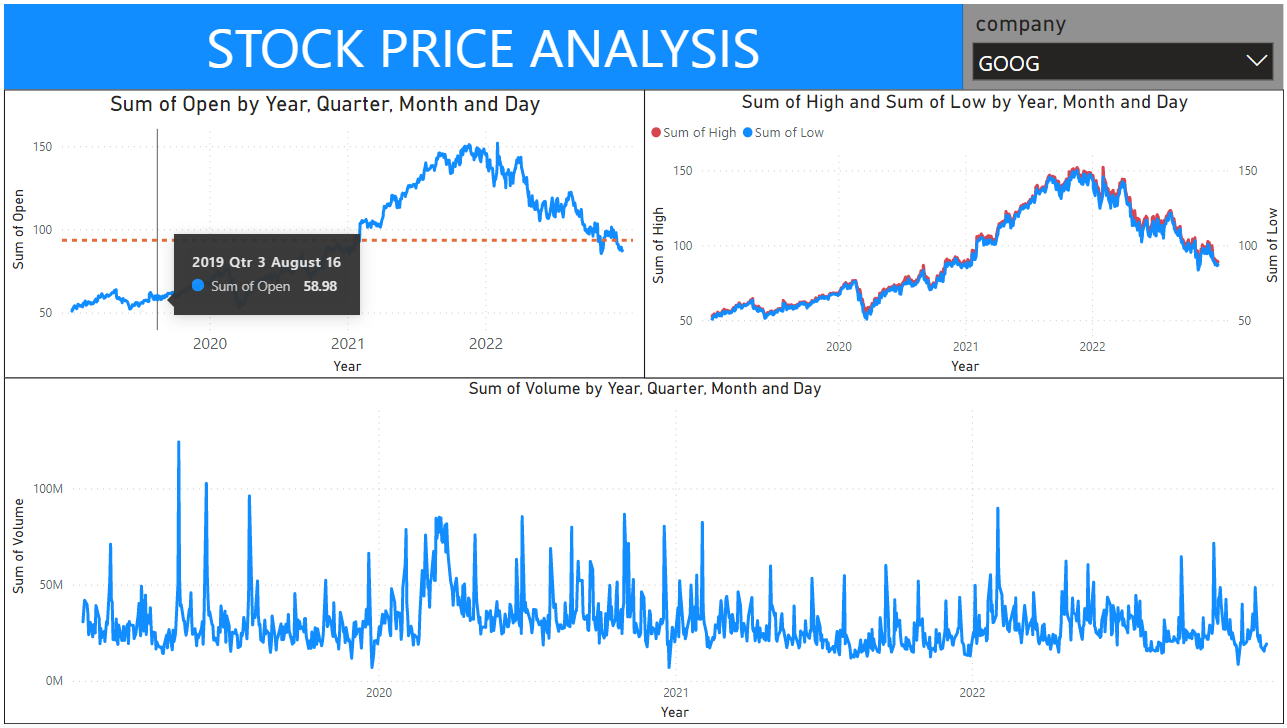 STOCK PRICE ANALYSIS
company
GOOG
Sum of Open by Year, Quarter, Month and Day
Sum of Open
150
100
50
2019 Qtr 3 August 16
Sum of Open 58.98
2020 2021 2022
Year
Sum of High and Sum of Low by Year, Month and Day
Sum of High Sum of Low
Sum of High
150 150
100 100
50 50
Sum of Low
2020 2021 2022
Year
Sum of Volume by Year, Quarter, Month and Day
Sum of Volume
100M
50M
0M
2020 2021 2022
Year